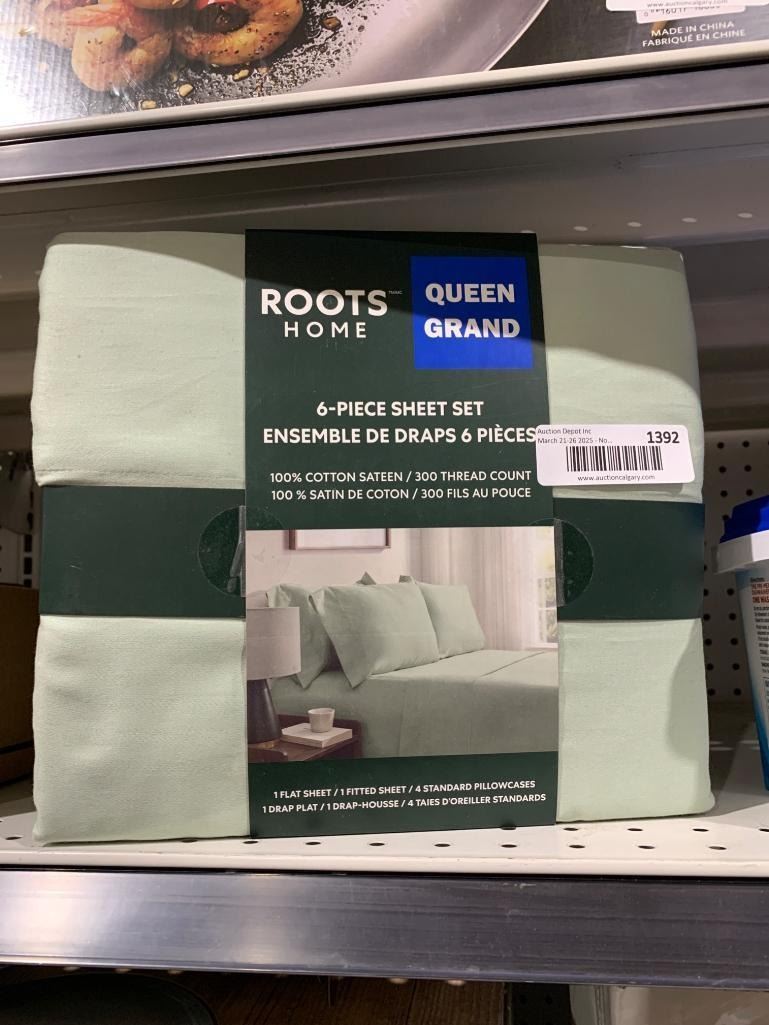 www.auctioncalgary.com
MADE IN CHINA
FABRIQUÉ EN CHINE
ROOTS
HOME
QUEEN
GRAND
6-PIECE SHEET SET
ENSEMBLE DE DRAPS 6 PIÈCES
100% COTTON SATEEN / 300 THREAD COUNT
100 % SATIN DE COTON / 300 FILS AU POUCE
Auction Depot Inc
March 21-26 2025 - No...
1392
www.auctioncalgary.com
1 FLAT SHEET / 1 FITTED SHEET / 4 STANDARD PILLOWCASES
1 DRAP PLAT / 1 DRAP-HOUSSE / 4 TAIES D'OREILLER STANDARDS